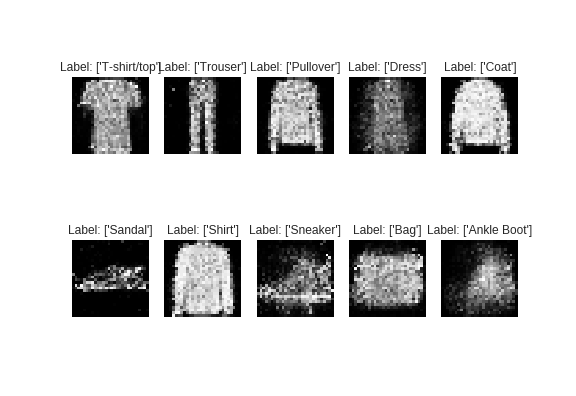 Label: ['T-shirt/top'] Label: ['Trouser'] Label: ['Pullover'] Label: ['Dress'] Label: ['Coat']
Label: ['Sandal'] Label: ['Shirt'] Label: ['Sneaker'] Label: ['Bag'] Label: ['Ankle Boot']